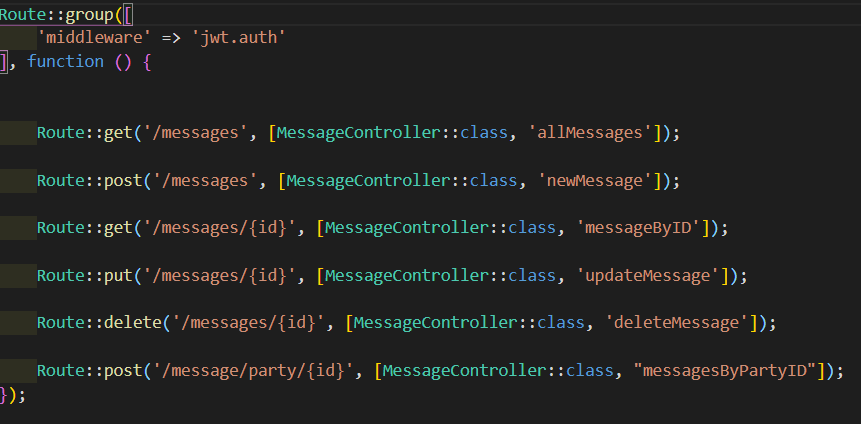 Route::group([
    'middleware' => 'jwt.auth'
], function () {
    Route::get('/messages', [MessageController::class, 'allMessages']);
    Route::post('/messages', [MessageController::class, 'newMessage']);
    Route::get('/messages/{id}', [MessageController::class, 'messageByID']);
    Route::put('/messages/{id}', [MessageController::class, 'updateMessage']);
    Route::delete('/messages/{id}', [MessageController::class, 'deleteMessage']);
    Route::post('/message/party/{id}', [MessageController::class, "messagesByPartyID"]);
});